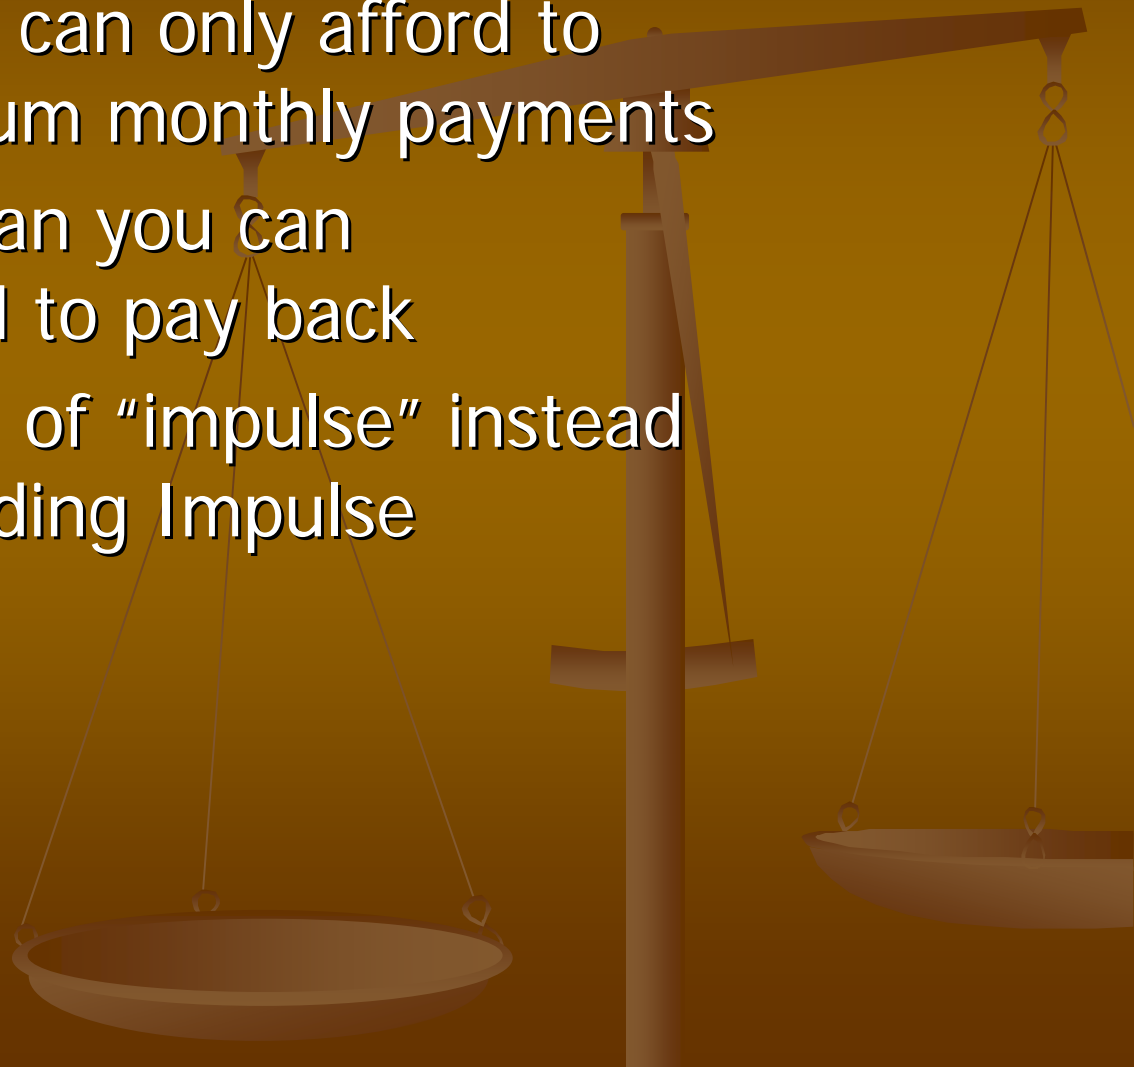 can only afford to
um monthly payments
an you can
to pay back
of “impulse” instead
ding Impulse